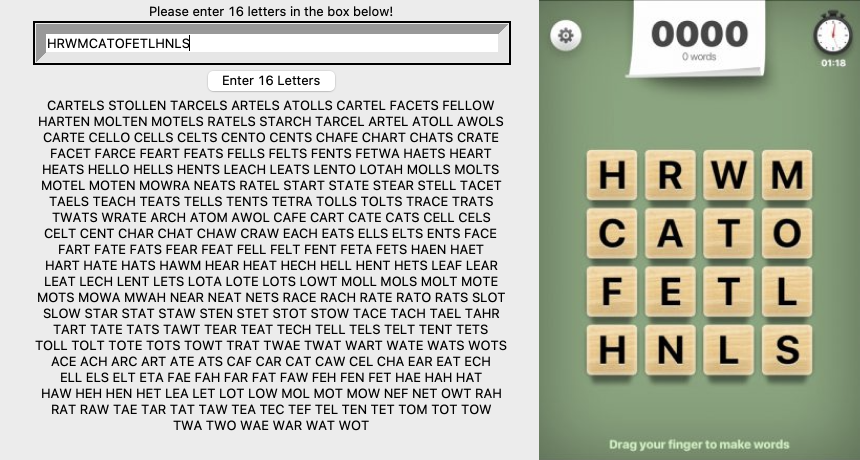 Please enter 16 letters in the box below!
HRWMCATOFETLHNLS
Enter 16 Letters
CARTELS STOLLEN TARCELS ARTELS ATOLLS CARTEL FACETS FELLOW
HARTEN MOLTEN MOTELS RATELS STARCH TARCEL ARTEL ATOLL AWOLS
CARTE CELLO CELLS CELTS CENTO CENTS CHAFE CHART CHATS CRATE
FACET FARCE FEART FEATS FELLS FELTS FENTS FETWA HAETS HEART
HEATS HELLO HELLS HENTS LEACH LEATS LENTO LOTAH MOLLS MOLTS
MOTEL MOTEN MOWRA NEATS RATEL START STATE STEAR STELL TACET
TAELS TEACH TEATS TELLS TENTS TETRA TOLLS TOLTS TRACE TRATS
TWATS WRATE ARCH ATOM AWOL CAFE CART CATE CATS CELL CELS
CELT CENT CHAR CHAT CHAW CRAW EACH EATS ELLS ELTS ENTS FACE
FART FATE FATS FEAR FEAT FELL FELT FENT FETA FETS HAEN HAET
HART HATE HATS HAWM HEAR HEAT HECH HELL HENT HETS LEAF LEAR
LEAT LECH LENT LETS LOTA LOTE LOTS LOWT MOLL MOLS MOLT MOTE
MOTS MOWA MWAH NEAR NEAT NETS RACE RACH RATE RATO RATS SLOT
SLOW STAR STAT STAW STEN STET STOT STOW TACE TACH TAEL TAHR
TART TATE TATS TAWT TEAR TEAT TECH TELL TELS TELT TENT TETS
TOLL TOLT TOTE TOTS TOWT TRAT TWAE TWAT WART WATE WATS WOTS
ACE ACH ARC ART ATE ATS CAF CAR CAT CAW CEL CHA EAR EAT ECH
ELL ELS ELT ETA FAE FAH FAR FAT FAW FEH FEN FET HAE HAH HAT
HAW HEH HEN HET LEA LET LOT LOW MOL MOT MOW NEF NET OWT RAH
RAT RAW TAE TAR TAT TAW TEA TEC TEF TEL TEN TET TOM TOT TOW
TWA TWO WAE WAR WAT WOT
0000
0 words
01:18
H R W M
C A T O
F E T L
H N L S
Drag your finger to make words